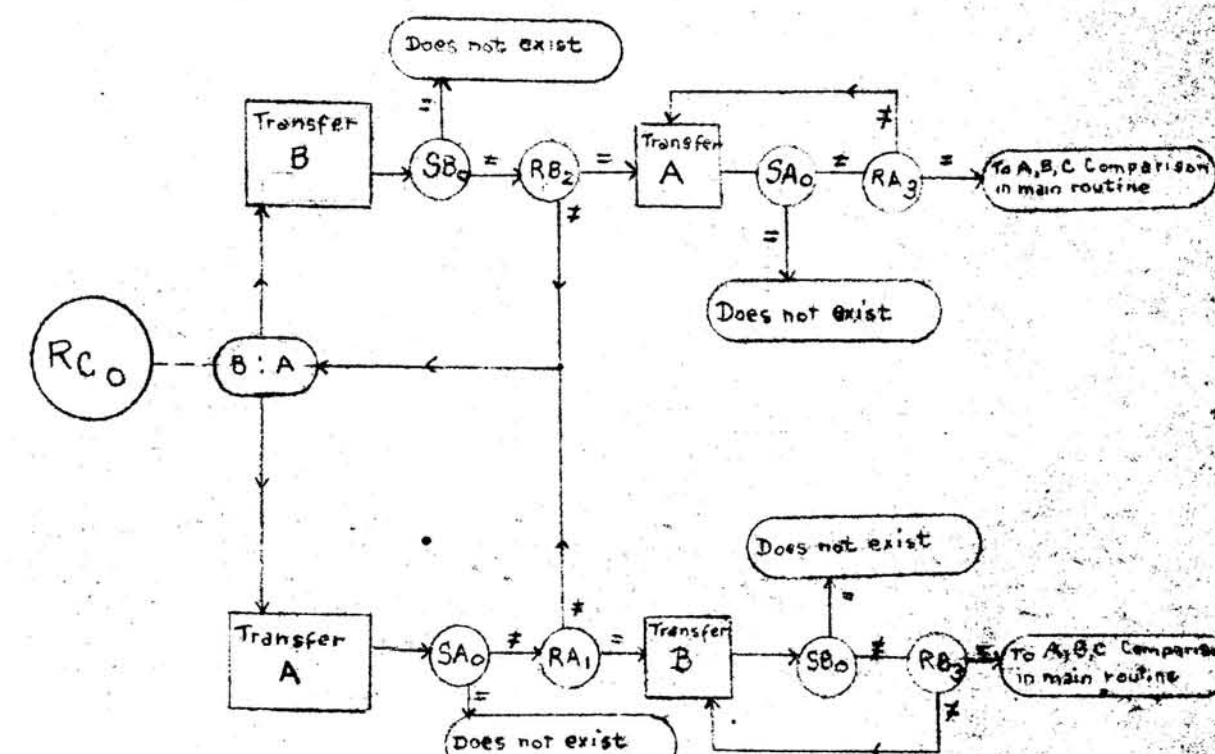 Does not exist
Transfer
B
=
SB₀
=
RB₂
=
≠
Transfer
A
SA₀
≠
RA₃
≠
=
To A,B,C Comparison
in main routine
=
Does not exist
RC₀
B : A
Does not exist
Transfer
A
SA₀
≠
RA₁
≠
=
Transfer
B
=
SB₀
≠
RB₃
=
≠
To A,B,C Comparison
in main routine
=
Does not exist